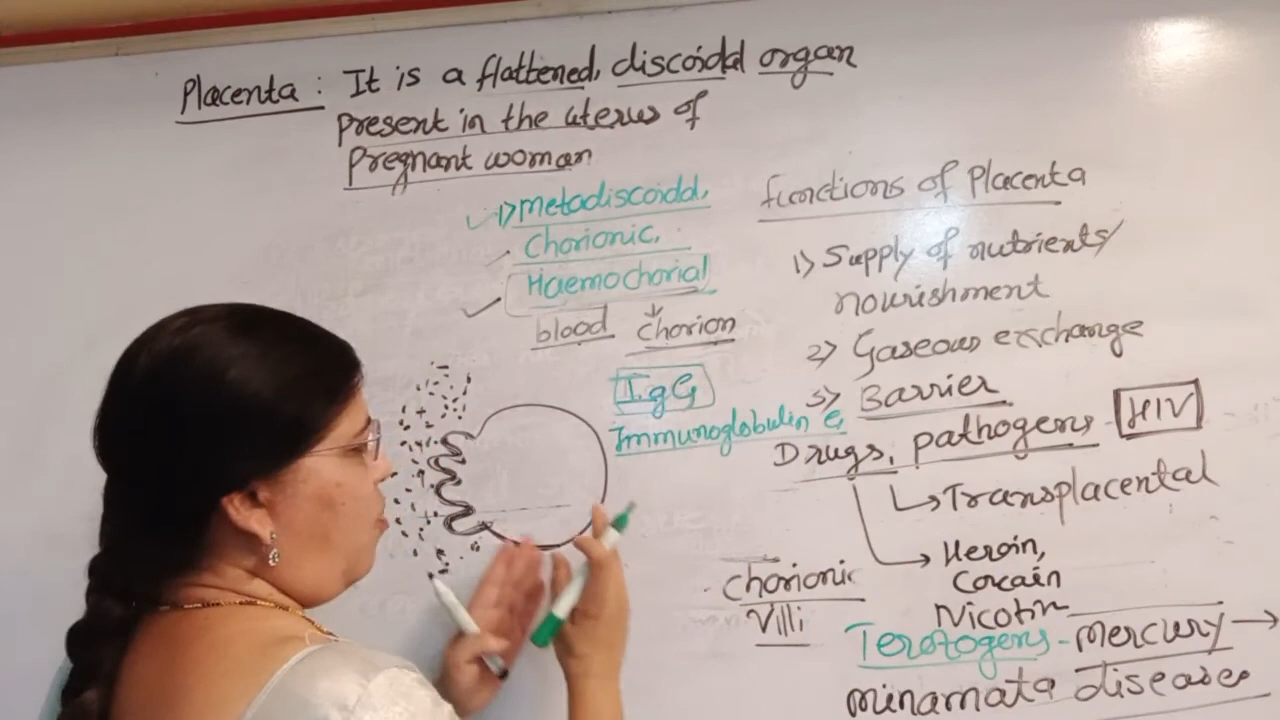 Placenta : It is a flattened, discoidal organ
present in the uterus of
Pregnant woman
1) Metadiscoidal,
Chorionic,
Haemochorial
blood chorion
IgG
Immunoglobulin G
functions of Placenta
1) Supply of nutrients/
nourishment
2) Gaseous exchange
3) Barrier
Drugs, pathogens - HIV
Transplacental
Heroin,
Cocain
Nicotin
Chorionic
Villi
Teratogens - mercury →
minamata diseases